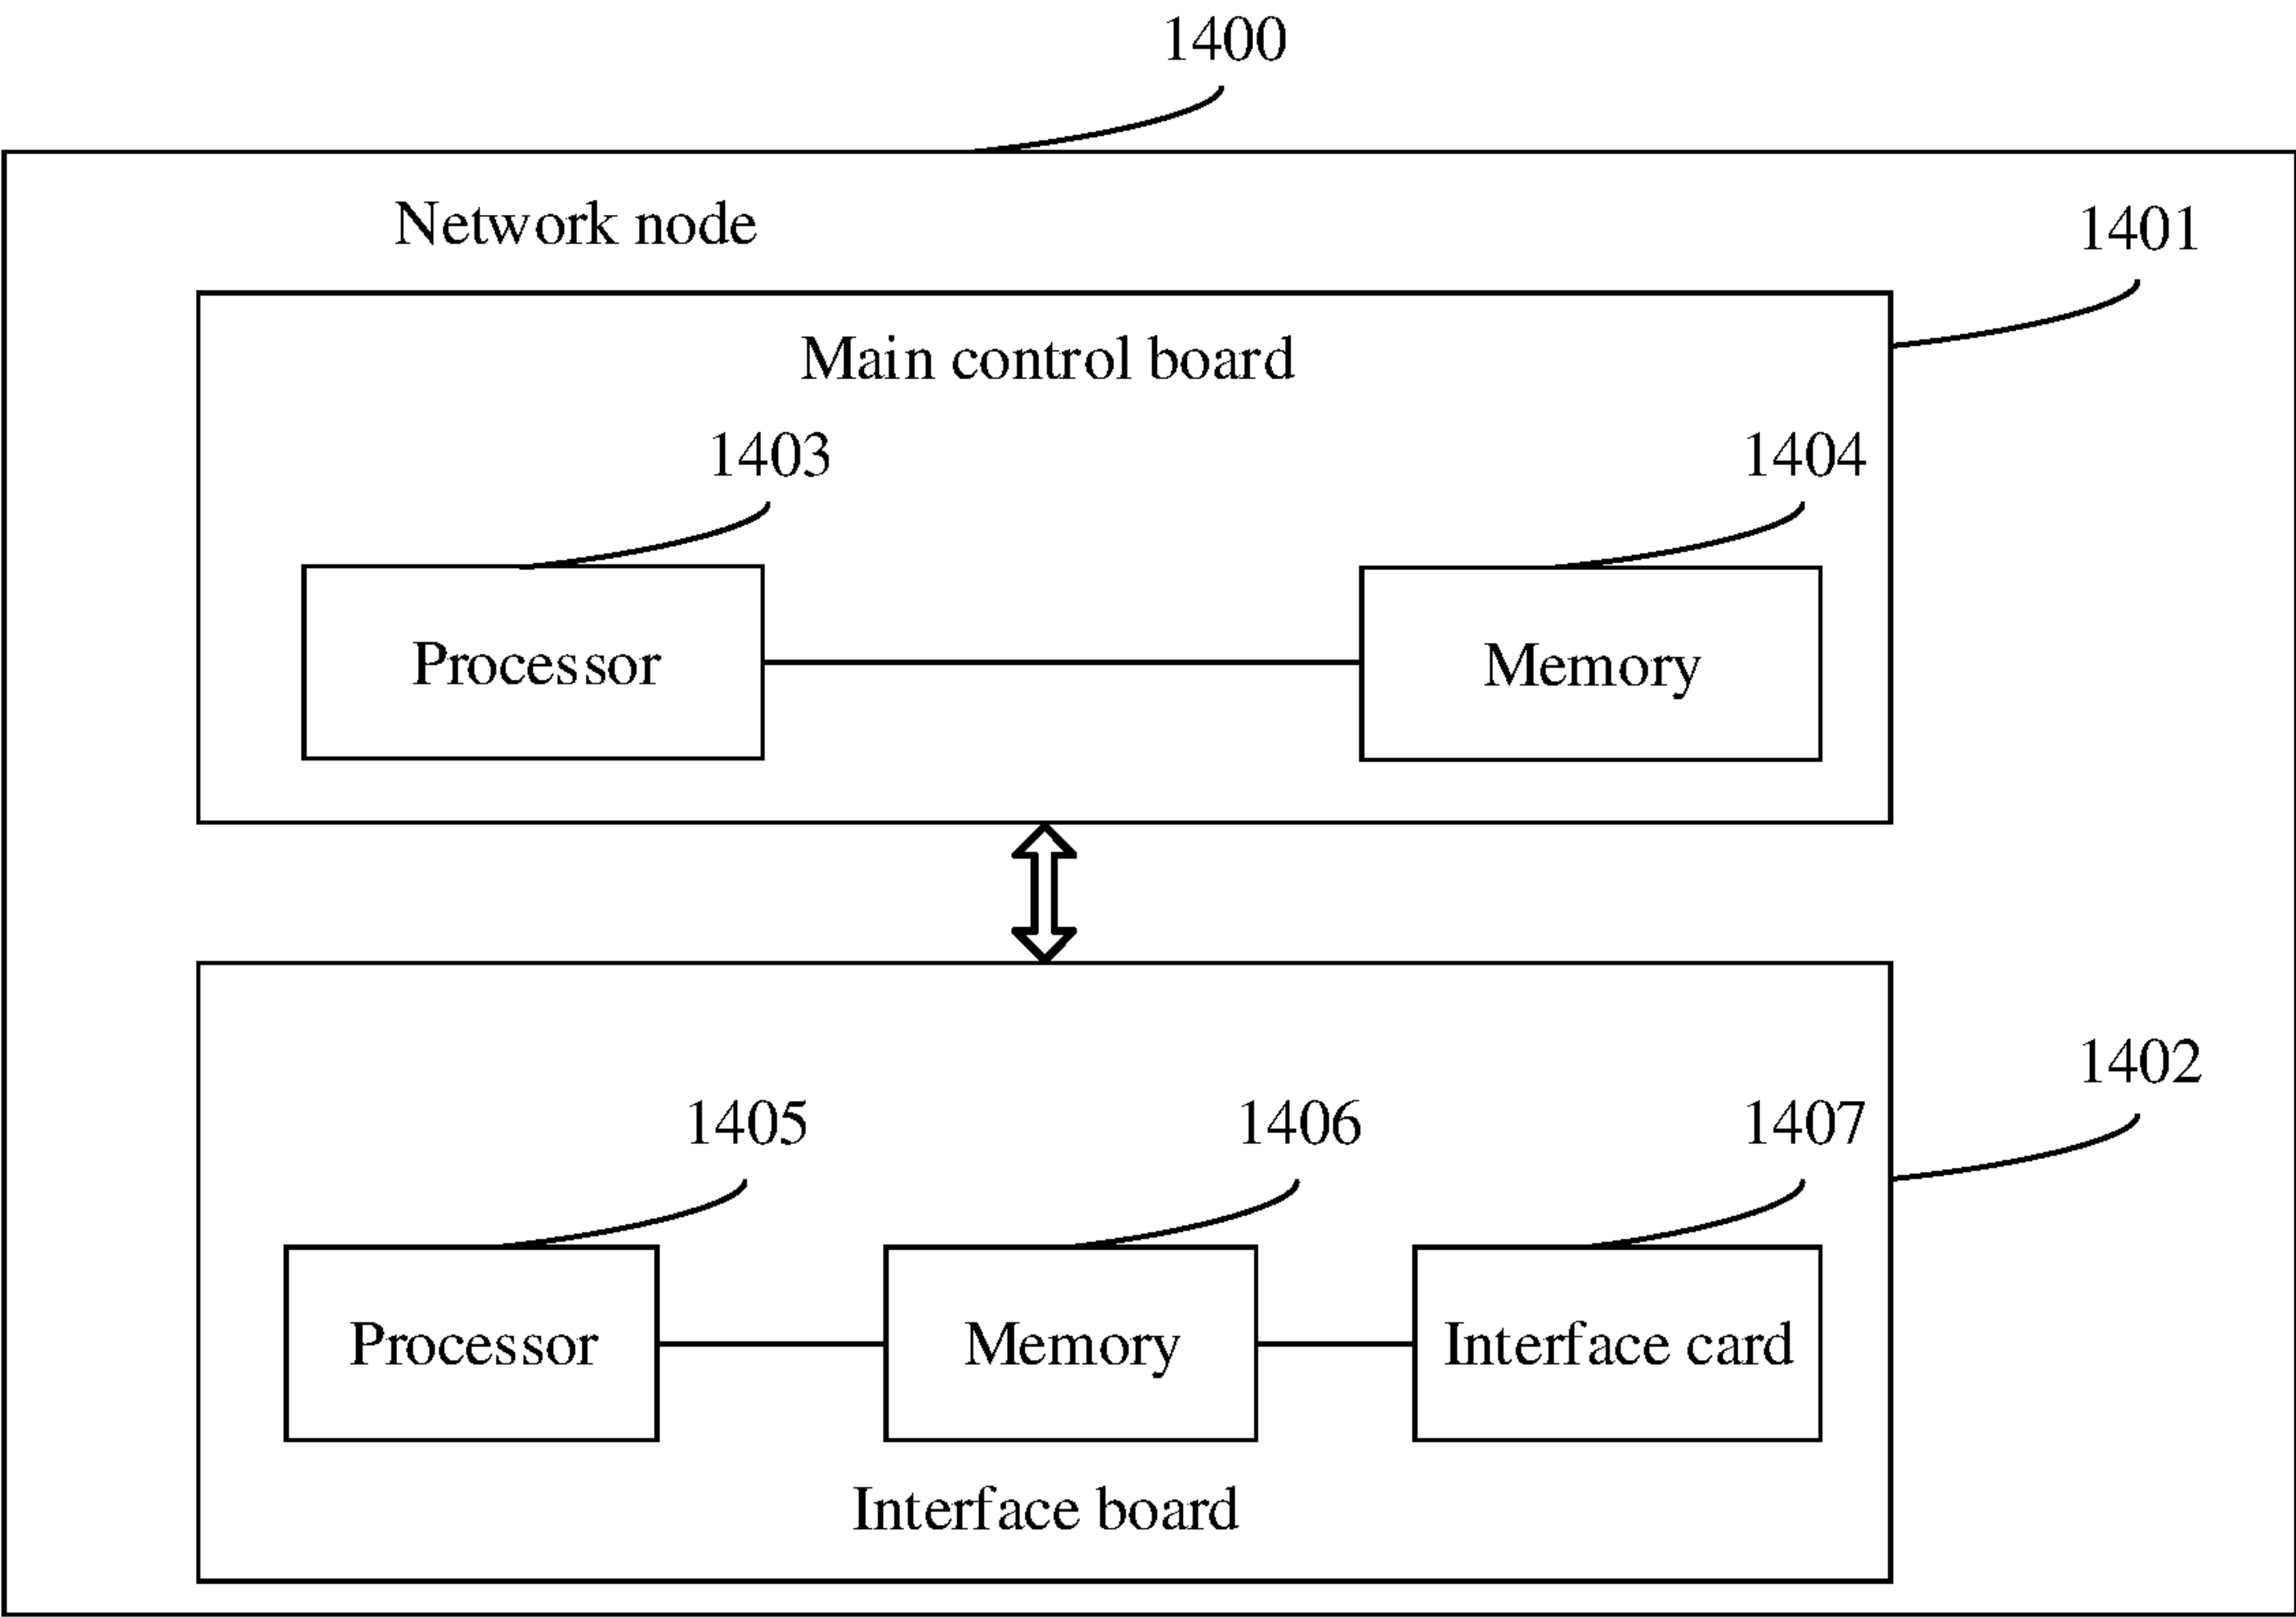 1400
Network node
1401
Main control board
1403
1404
Processor
Memory
1402
1405
1406
1407
Processor
Memory
Interface card
Interface board